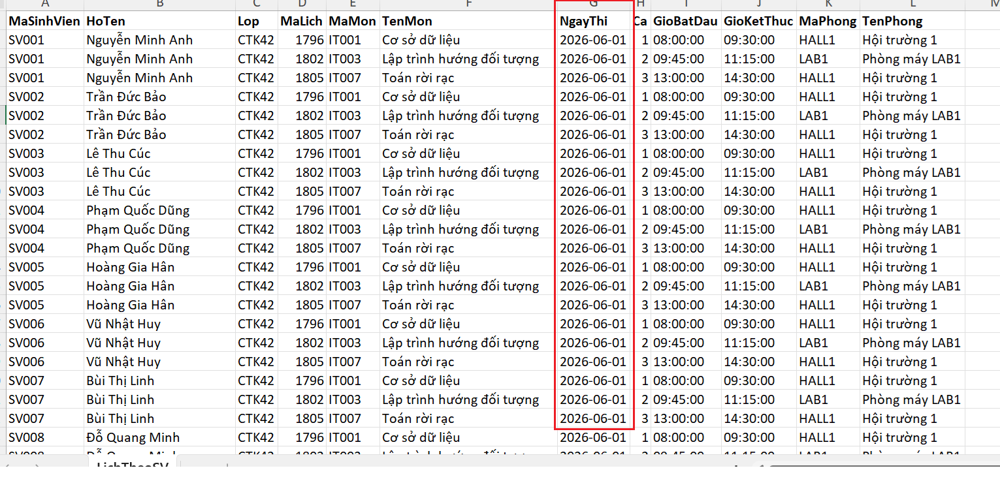 A B C D E F G H I J K L M
MaSinhVien HoTen Lop MaLich MaMon TenMon NgayThi Ca GioBatDau GioKetThuc MaPhong TenPhong
SV001 Nguyễn Minh Anh CTK42 1796 IT001 Cơ sở dữ liệu 2026-06-01 1 08:00:00 09:30:00 HALL1 Hội trường 1
SV001 Nguyễn Minh Anh CTK42 1802 IT003 Lập trình hướng đối tượng 2026-06-01 2 09:45:00 11:15:00 LAB1 Phòng máy LAB1
SV001 Nguyễn Minh Anh CTK42 1805 IT007 Toán rời rạc 2026-06-01 3 13:00:00 14:30:00 HALL1 Hội trường 1
SV002 Trần Đức Bảo CTK42 1796 IT001 Cơ sở dữ liệu 2026-06-01 1 08:00:00 09:30:00 HALL1 Hội trường 1
SV002 Trần Đức Bảo CTK42 1802 IT003 Lập trình hướng đối tượng 2026-06-01 2 09:45:00 11:15:00 LAB1 Phòng máy LAB1
SV002 Trần Đức Bảo CTK42 1805 IT007 Toán rời rạc 2026-06-01 3 13:00:00 14:30:00 HALL1 Hội trường 1
SV003 Lê Thu Cúc CTK42 1796 IT001 Cơ sở dữ liệu 2026-06-01 1 08:00:00 09:30:00 HALL1 Hội trường 1
SV003 Lê Thu Cúc CTK42 1802 IT003 Lập trình hướng đối tượng 2026-06-01 2 09:45:00 11:15:00 LAB1 Phòng máy LAB1
SV003 Lê Thu Cúc CTK42 1805 IT007 Toán rời rạc 2026-06-01 3 13:00:00 14:30:00 HALL1 Hội trường 1
SV004 Phạm Quốc Dũng CTK42 1796 IT001 Cơ sở dữ liệu 2026-06-01 1 08:00:00 09:30:00 HALL1 Hội trường 1
SV004 Phạm Quốc Dũng CTK42 1802 IT003 Lập trình hướng đối tượng 2026-06-01 2 09:45:00 11:15:00 LAB1 Phòng máy LAB1
SV004 Phạm Quốc Dũng CTK42 1805 IT007 Toán rời rạc 2026-06-01 3 13:00:00 14:30:00 HALL1 Hội trường 1
SV005 Hoàng Gia Hân CTK42 1796 IT001 Cơ sở dữ liệu 2026-06-01 1 08:00:00 09:30:00 HALL1 Hội trường 1
SV005 Hoàng Gia Hân CTK42 1802 IT003 Lập trình hướng đối tượng 2026-06-01 2 09:45:00 11:15:00 LAB1 Phòng máy LAB1
SV005 Hoàng Gia Hân CTK42 1805 IT007 Toán rời rạc 2026-06-01 3 13:00:00 14:30:00 HALL1 Hội trường 1
SV006 Vũ Nhật Huy CTK42 1796 IT001 Cơ sở dữ liệu 2026-06-01 1 08:00:00 09:30:00 HALL1 Hội trường 1
SV006 Vũ Nhật Huy CTK42 1802 IT003 Lập trình hướng đối tượng 2026-06-01 2 09:45:00 11:15:00 LAB1 Phòng máy LAB1
SV006 Vũ Nhật Huy CTK42 1805 IT007 Toán rời rạc 2026-06-01 3 13:00:00 14:30:00 HALL1 Hội trường 1
SV007 Bùi Thị Linh CTK42 1796 IT001 Cơ sở dữ liệu 2026-06-01 1 08:00:00 09:30:00 HALL1 Hội trường 1
SV007 Bùi Thị Linh CTK42 1802 IT003 Lập trình hướng đối tượng 2026-06-01 2 09:45:00 11:15:00 LAB1 Phòng máy LAB1
SV007 Bùi Thị Linh CTK42 1805 IT007 Toán rời rạc 2026-06-01 3 13:00:00 14:30:00 HALL1 Hội trường 1
SV008 Đỗ Quang Minh CTK42 1796 IT001 Cơ sở dữ liệu 2026-06-01 1 08:00:00 09:30:00 HALL1 Hội trường 1
LichTheoSV